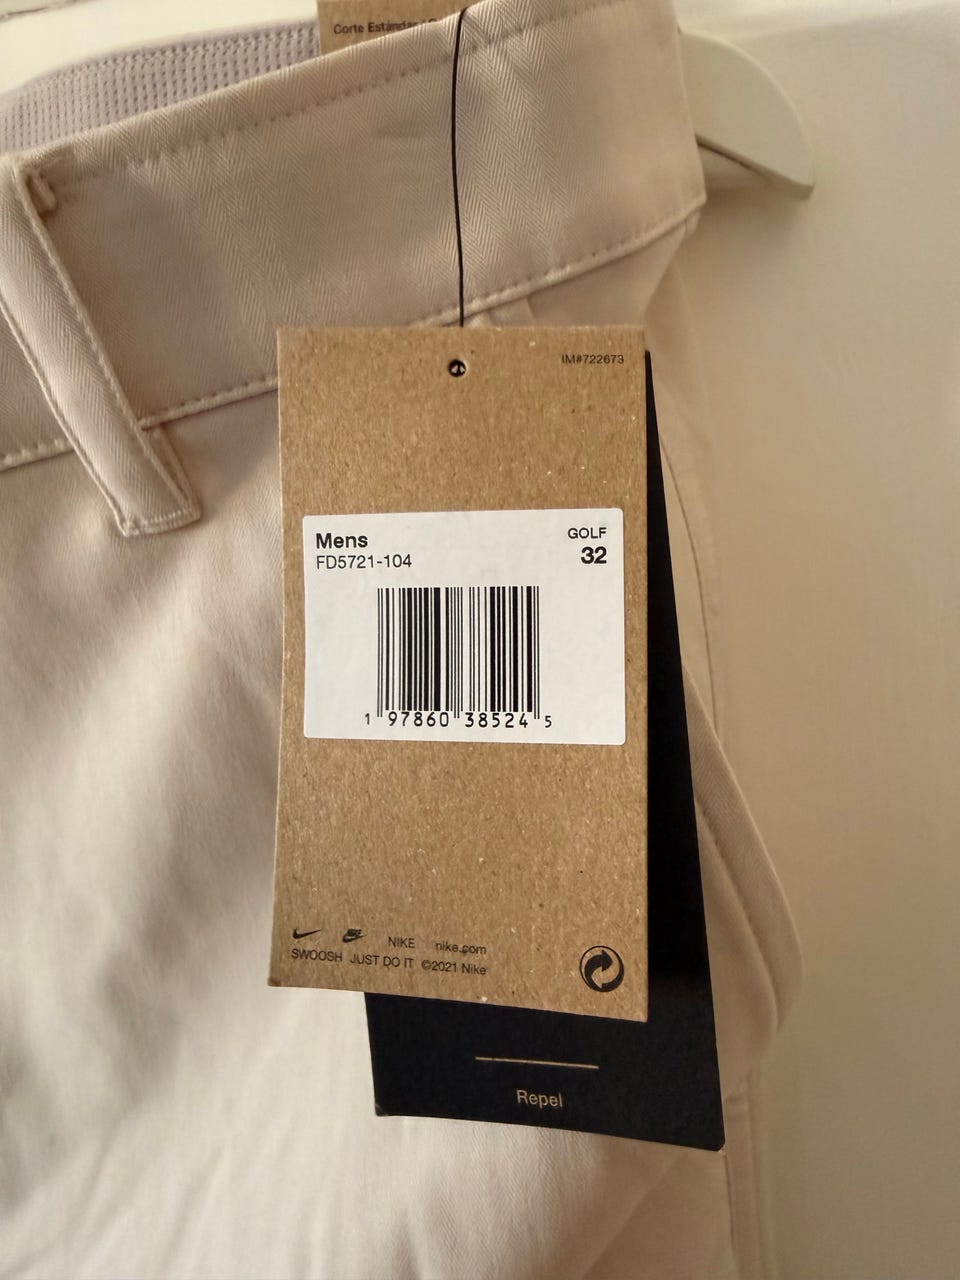 Corte Estándar
IM#722673
Mens
GOLF
FD5721-104
32
1 97860 38524 5
NIKE nike.com
SWOOSH JUST DO IT ©2021 Nike
Repel